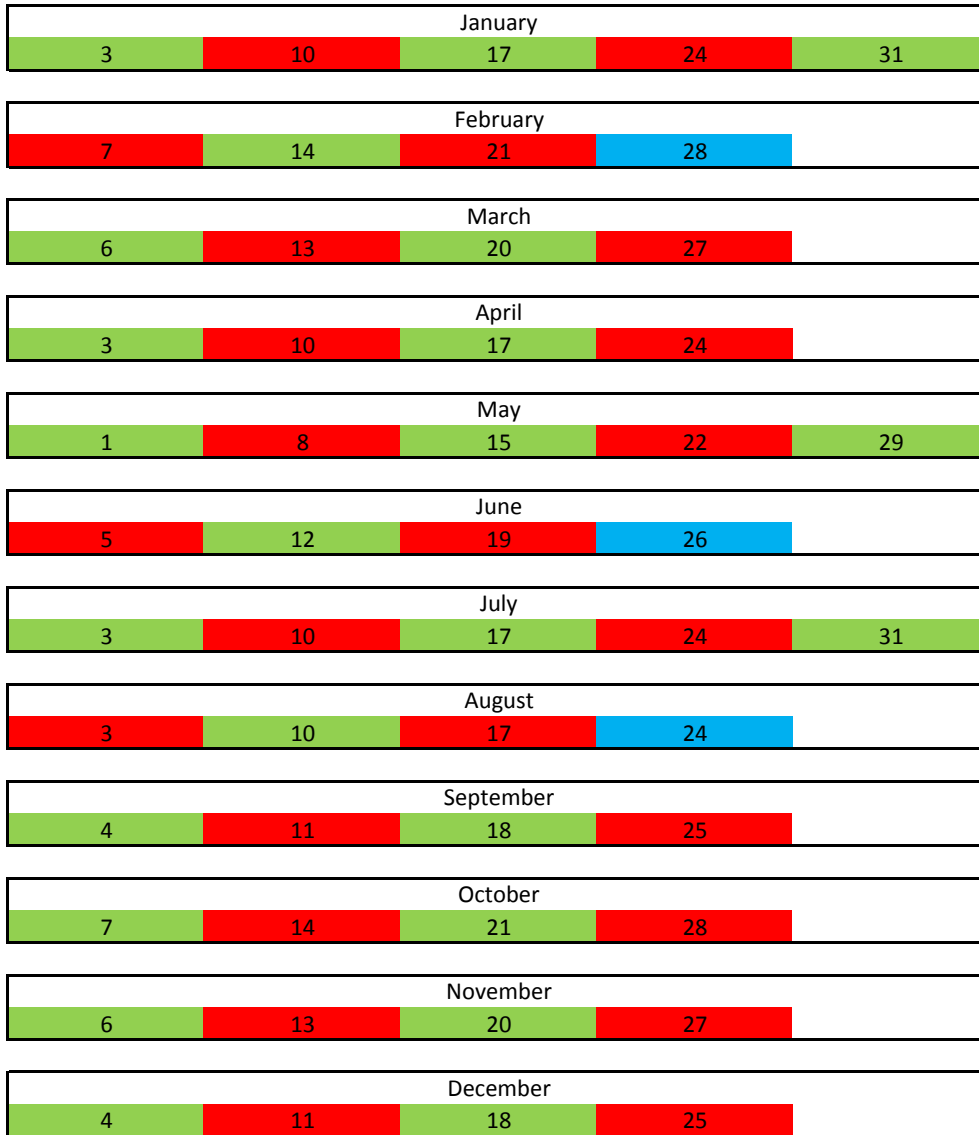 January
3 10 17 24 31
February
7 14 21 28
March
6 13 20 27
April
3 10 17 24
May
1 8 15 22 29
June
5 12 19 26
July
3 10 17 24 31
August
3 10 17 24
September
4 11 18 25
October
7 14 21 28
November
6 13 20 27
December
4 11 18 25